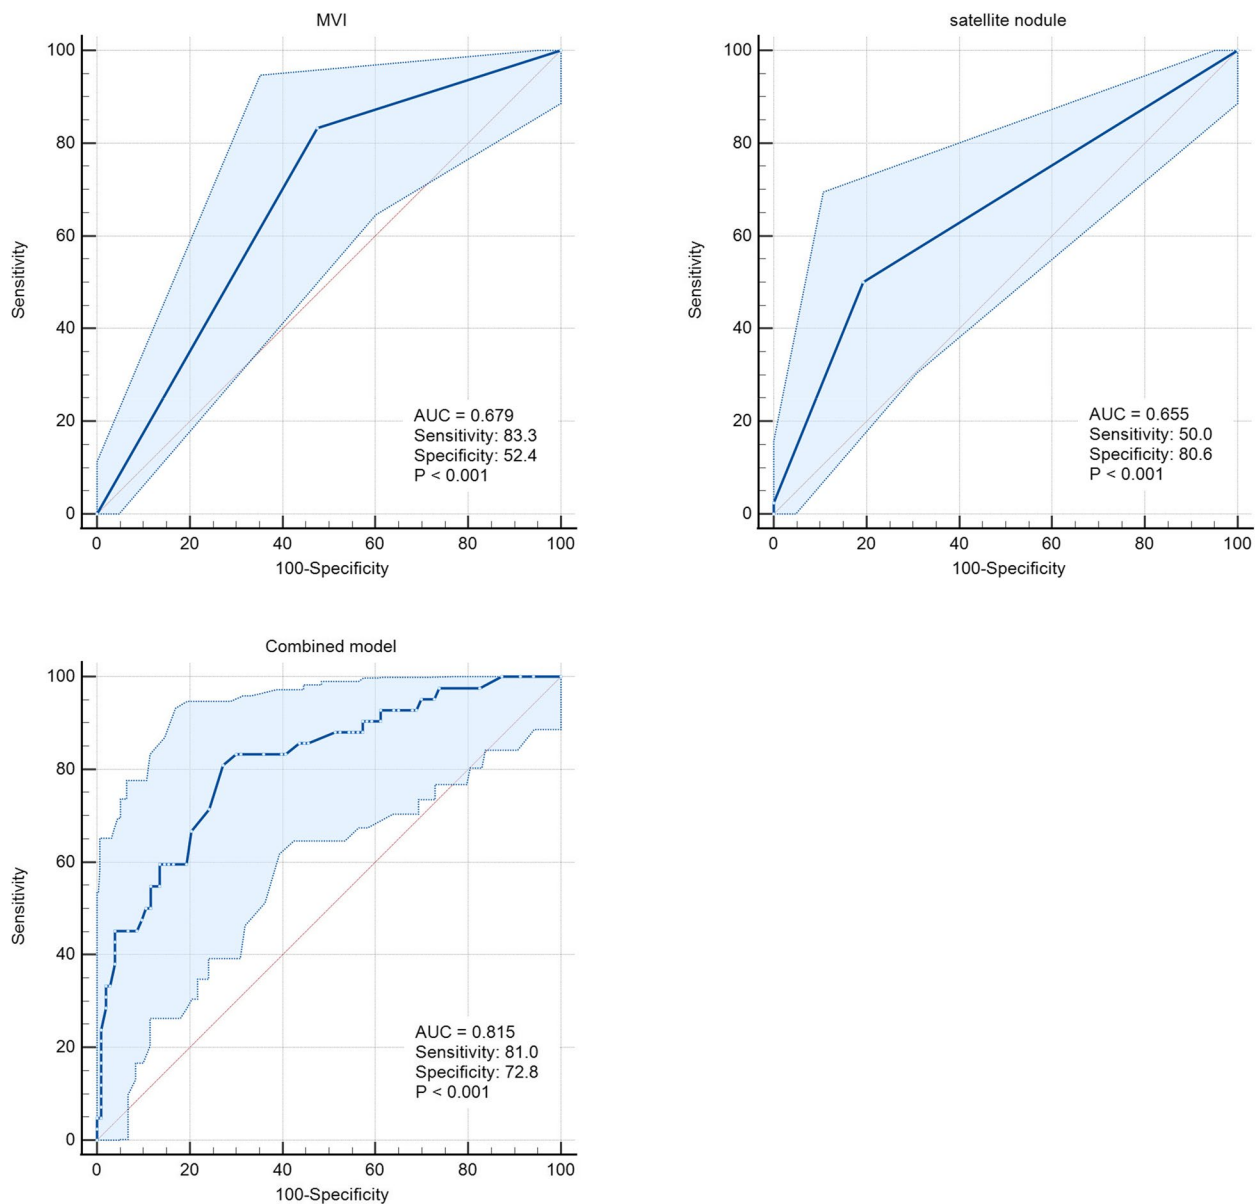 MVI
100
80
60
40
20
0
Sensitivity
AUC = 0.679
Sensitivity: 83.3
Specificity: 52.4
P < 0.001
0 20 40 60 80 100
100-Specificity
satellite nodule
100
80
60
40
20
0
Sensitivity
AUC = 0.655
Sensitivity: 50.0
Specificity: 80.6
P < 0.001
0 20 40 60 80 100
100-Specificity
Combined model
100
80
60
40
20
0
Sensitivity
AUC = 0.815
Sensitivity: 81.0
Specificity: 72.8
P < 0.001
0 20 40 60 80 100
100-Specificity